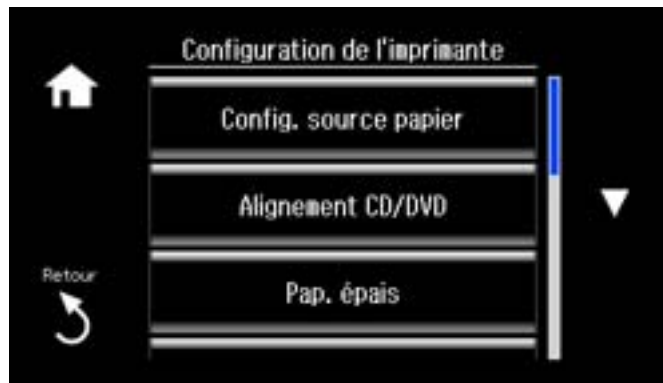 Configuration de l'imprimante
Config. source papier
Alignement CD/DVD
Retour
Pap. épais